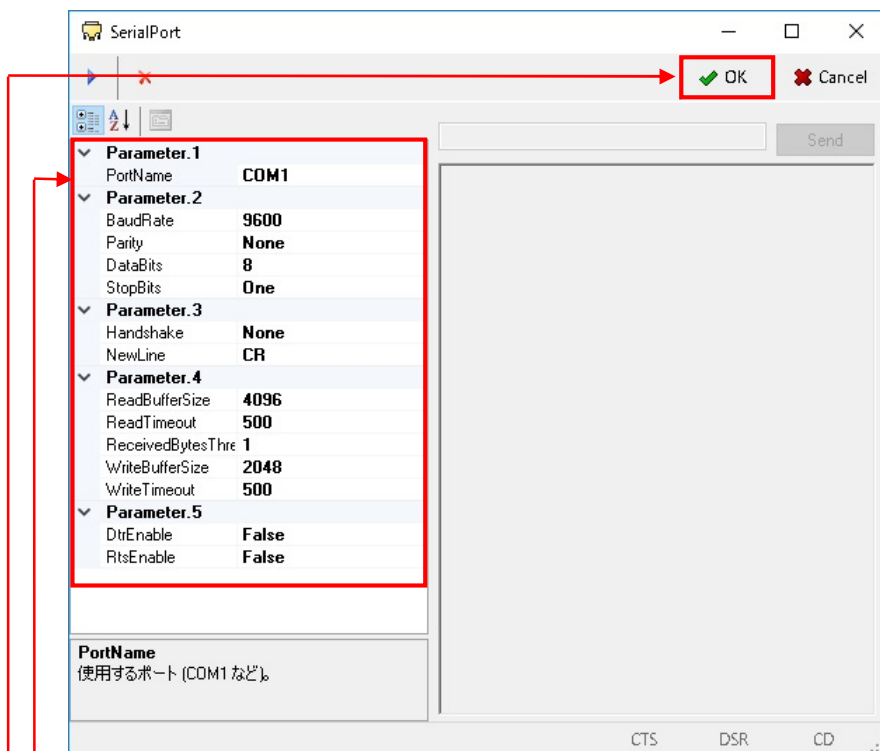 SerialPort
OK
Cancel
Send
Parameter.1
PortName COM1
Parameter.2
BaudRate 9600
Parity None
DataBits 8
StopBits One
Parameter.3
Handshake None
NewLine CR
Parameter.4
ReadBufferSize 4096
ReadTimeout 500
ReceivedBytesThre 1
WriteBufferSize 2048
WriteTimeout 500
Parameter.5
DtrEnable False
RtsEnable False
PortName
使用するポート (COM1 など)。
CTS DSR CD